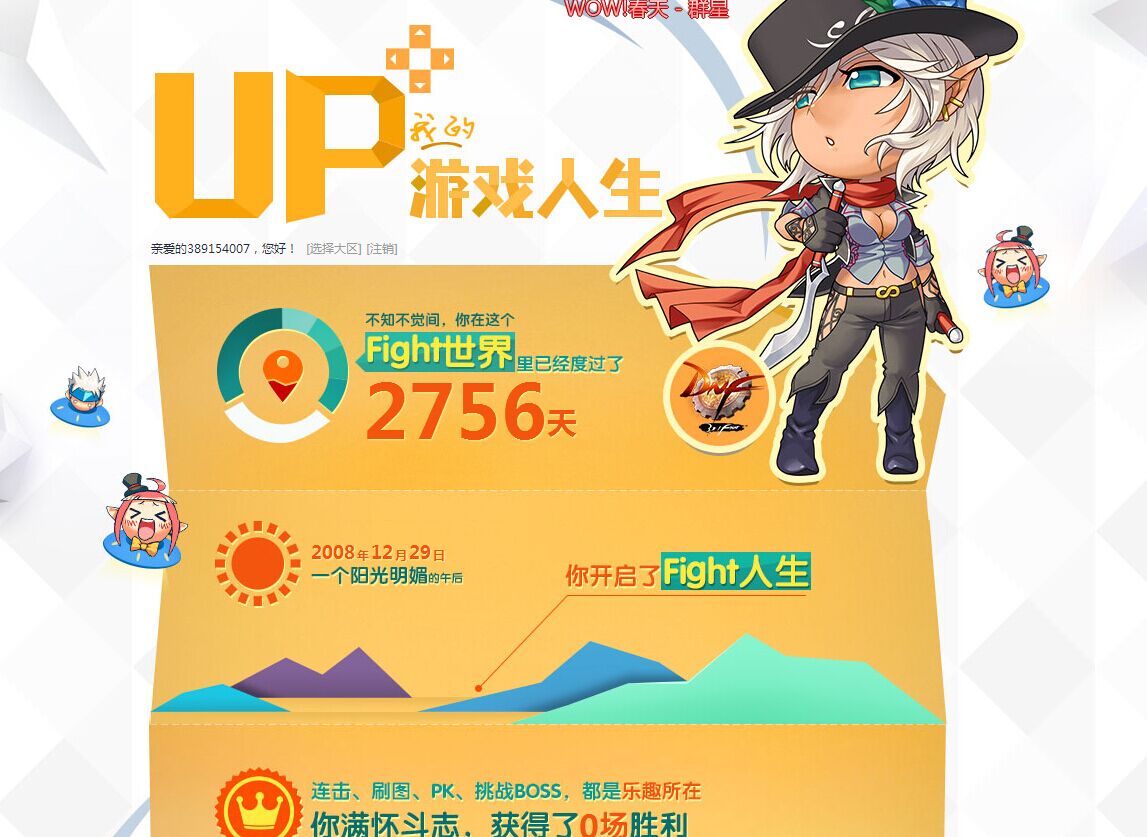 WOW!春天 - 群星
UP
我的
游戏人生
亲爱的389154007，您好！ [选择大区] [注销]
不知不觉间，你在这个
Fight世界里已经度过了
2756天
DNF
2008年12月29日
一个阳光明媚的午后
你开启了Fight人生
连击、刷图、PK、挑战BOSS，都是乐趣所在
你满怀斗志，获得了0场胜利